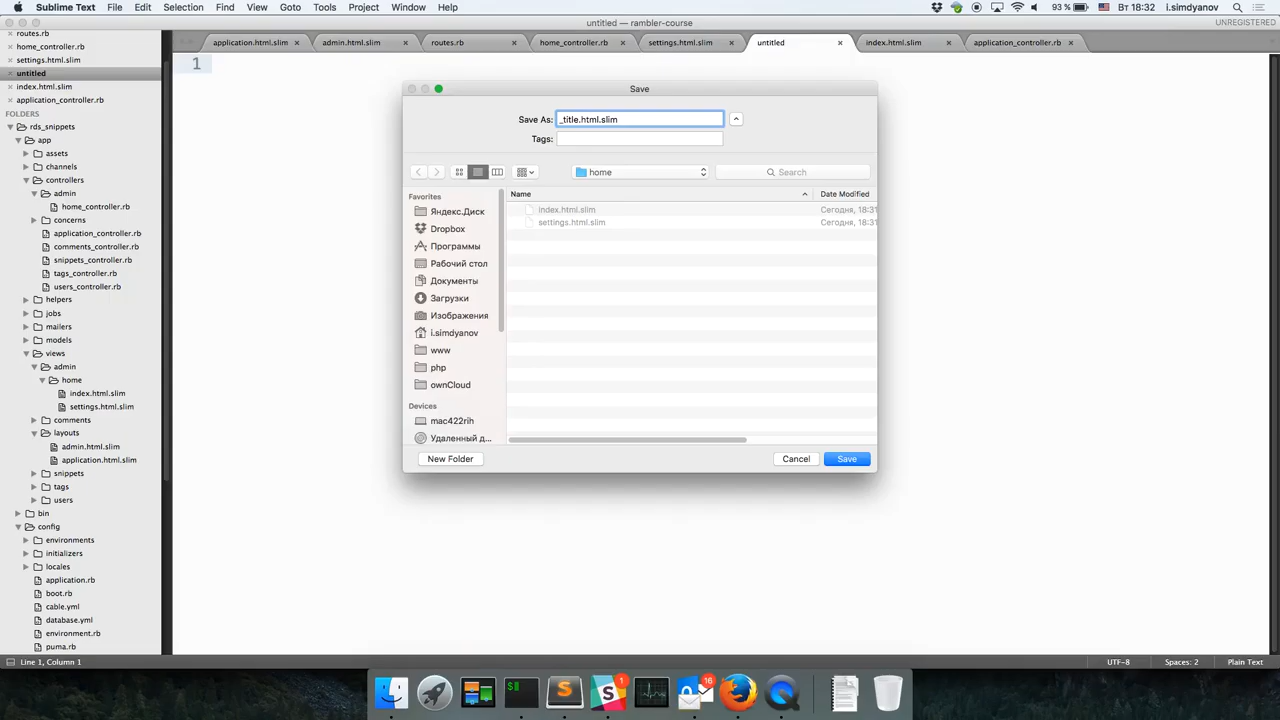 Sublime Text File Edit Selection Find View Goto Tools Project Window Help 93 % Вт 18:32 i.simdyanov
untitled — rambler-course UNREGISTERED
application.html.slim admin.html.slim routes.rb home_controller.rb settings.html.slim untitled index.html.slim application_controller.rb
routes.rb
home_controller.rb
settings.html.slim
untitled
index.html.slim
application_controller.rb
FOLDERS
rds_snippets
app
assets
channels
controllers
admin
home_controller.rb
concerns
application_controller.rb
comments_controller.rb
snippets_controller.rb
tags_controller.rb
users_controller.rb
helpers
jobs
mailers
models
views
admin
home
index.html.slim
settings.html.slim
comments
layouts
admin.html.slim
application.html.slim
snippets
tags
users
bin
config
environments
initializers
locales
application.rb
boot.rb
cable.yml
database.yml
environment.rb
puma.rb
1
Save
Save As: _title.html.slim
Tags:
home
Search
Favorites
Яндекс.Диск
Dropbox
Программы
Рабочий стол
Документы
Загрузки
Изображения
i.simdyanov
www
php
ownCloud
Devices
mac422rih
Удаленный д...
Name Date Modified
index.html.slim Сегодня, 18:31
settings.html.slim Сегодня, 18:31
New Folder Cancel Save
Line 1, Column 1 UTF-8 Spaces: 2 Plain Text
1
16